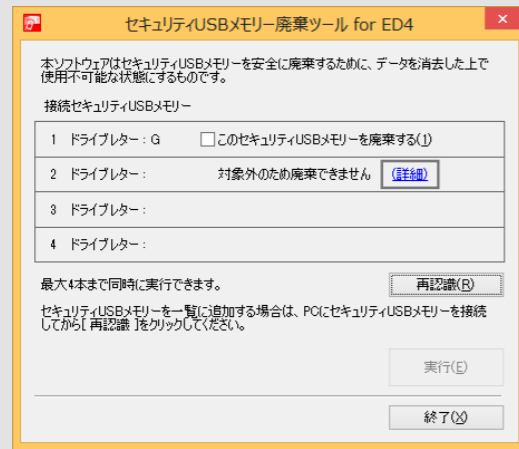 セキュリティUSBメモリー廃棄ツール for ED4
本ソフトウェアはセキュリティUSBメモリーを安全に廃棄するために、データを消去した上で
使用不可能な状態にするものです。
接続セキュリティUSBメモリー
1 ドライブレター：G このセキュリティUSBメモリーを廃棄する(1)
2 ドライブレター： 対象外のため廃棄できません (詳細)
3 ドライブレター：
4 ドライブレター：
最大4本まで同時に実行できます。
再認識(R)
セキュリティUSBメモリーを一覧に追加する場合は、PCにセキュリティUSBメモリーを接続
してから[ 再認識 ]をクリックしてください。
実行(E)
終了(X)